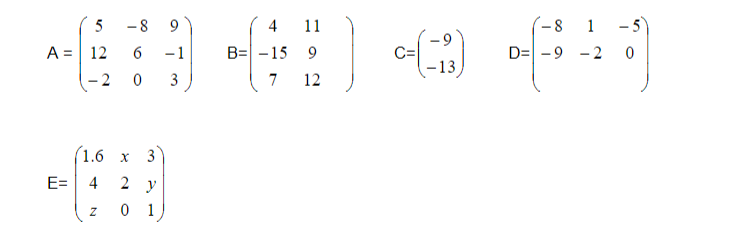 5 −8 9 4 11 −8 1 −5
A = 12 6 −1 B= −15 9 C= −9 −13 D= −9 −2 0
−2 0 3 7 12
1.6 x 3
E= 4 2 y
z 0 1